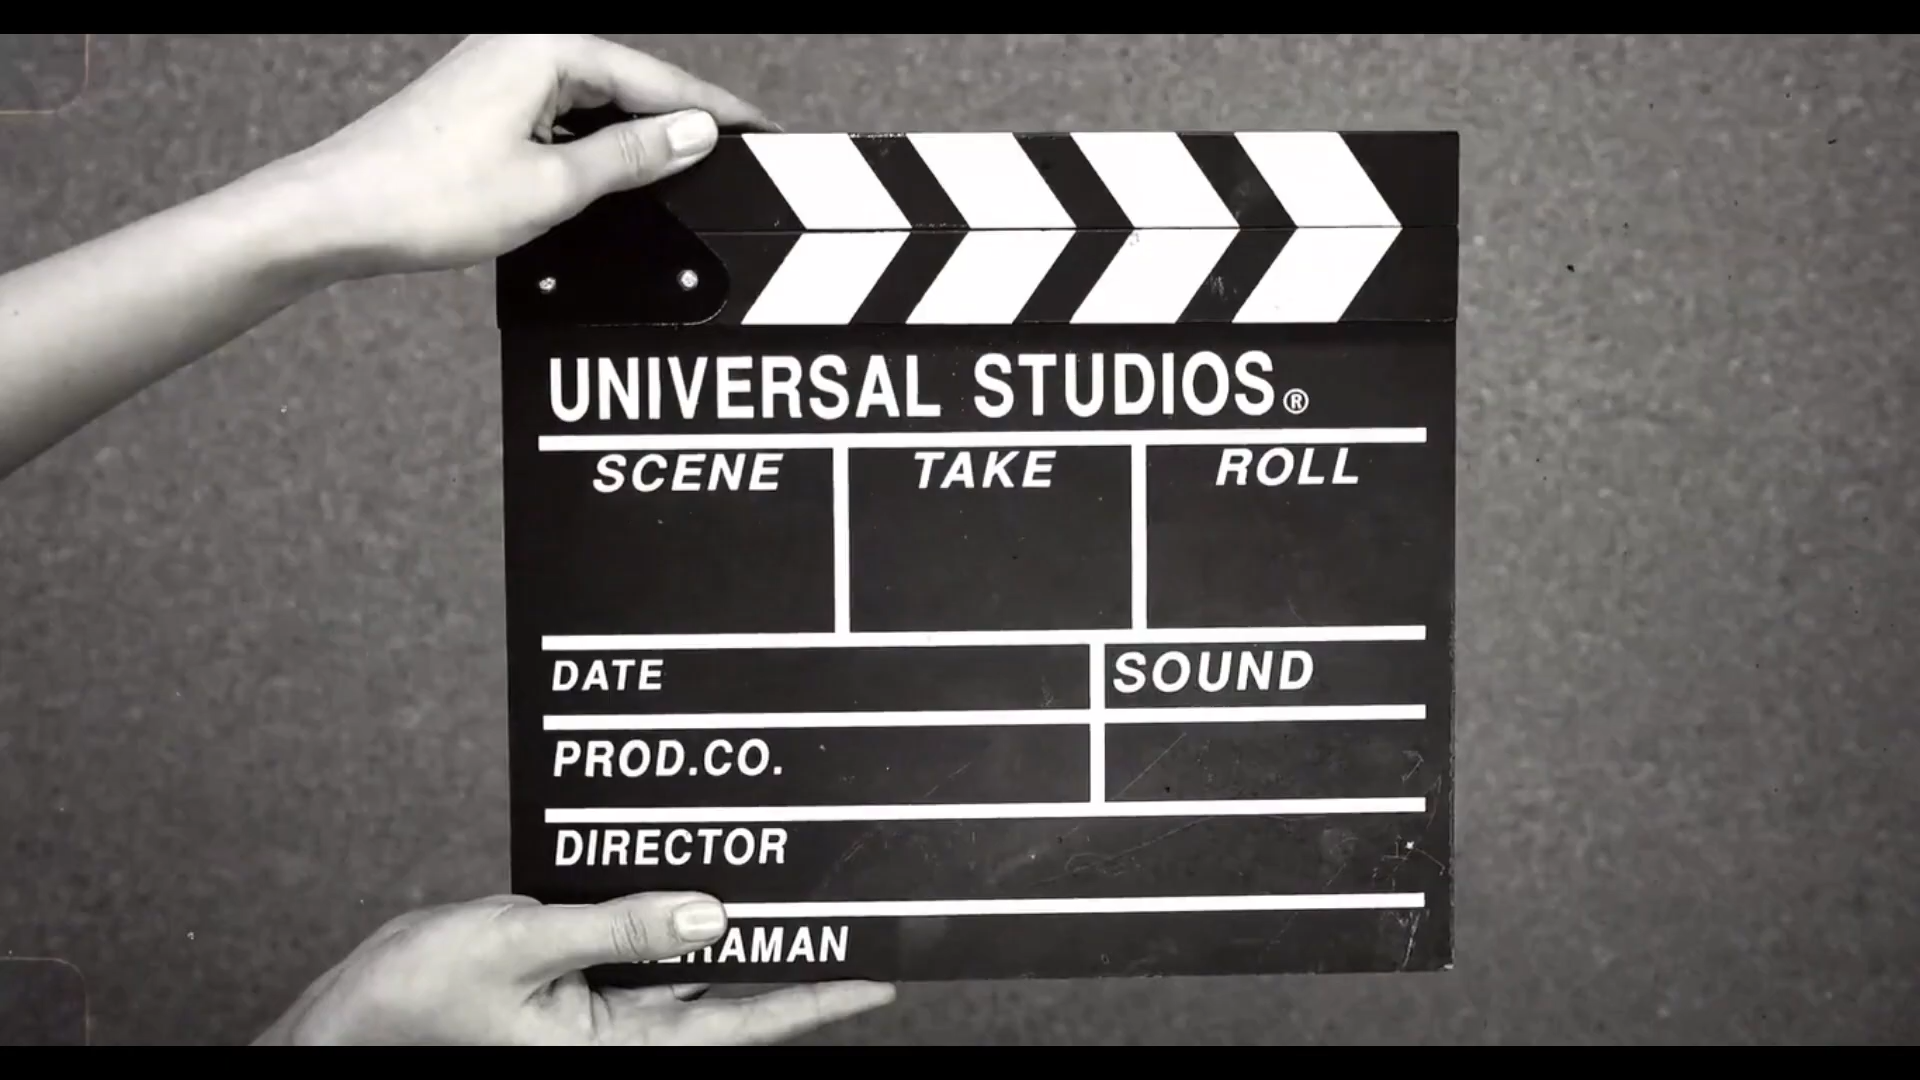 UNIVERSAL STUDIOS®
SCENE TAKE ROLL
DATE SOUND
PROD.CO.
DIRECTOR